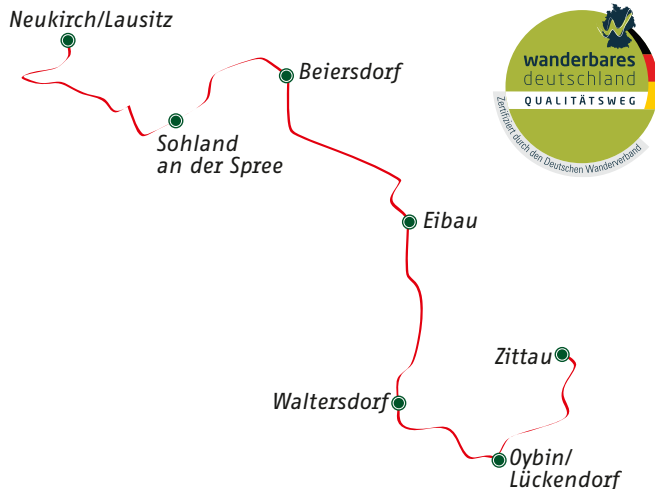 Neukirch/Lausitz
Beiersdorf
Sohland
an der Spree
Eibau
Zittau
Waltersdorf
Oybin/
Lückendorf
wanderbares
deutschland
QUALITÄTSWEG
Zertifiziert durch den Deutschen Wanderverband